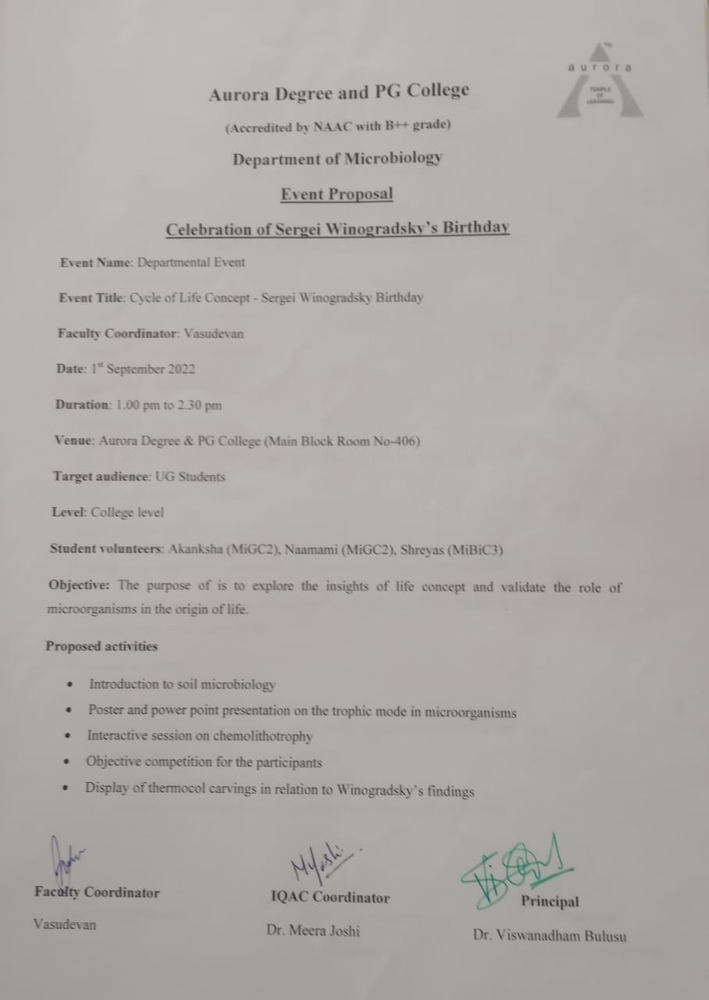 TM
aurora
TEMPLE
OF
LEARNING
Aurora Degree and PG College
(Accredited by NAAC with B++ grade)
Department of Microbiology
Event Proposal
Celebration of Sergei Winogradsky's Birthday
Event Name: Departmental Event
Event Title: Cycle of Life Concept - Sergei Winogradsky Birthday
Faculty Coordinator: Vasudevan
Date: 1st September 2022
Duration: 1.00 pm to 2.30 pm
Venue: Aurora Degree & PG College (Main Block Room No-406)
Target audience: UG Students
Level: College level
Student volunteers: Akanksha (MiGC2), Naamami (MiGC2), Shreyas (MiBiC3)
Objective: The purpose of is to explore the insights of life concept and validate the role of
microorganisms in the origin of life.
Proposed activities
• Introduction to soil microbiology
• Poster and power point presentation on the trophic mode in microorganisms
• Interactive session on chemolithotrophy
• Objective competition for the participants
• Display of thermocol carvings in relation to Winogradsky's findings
MJoshi
Faculty Coordinator IQAC Coordinator Principal
Vasudevan Dr. Meera Joshi Dr. Viswanadham Bulusu